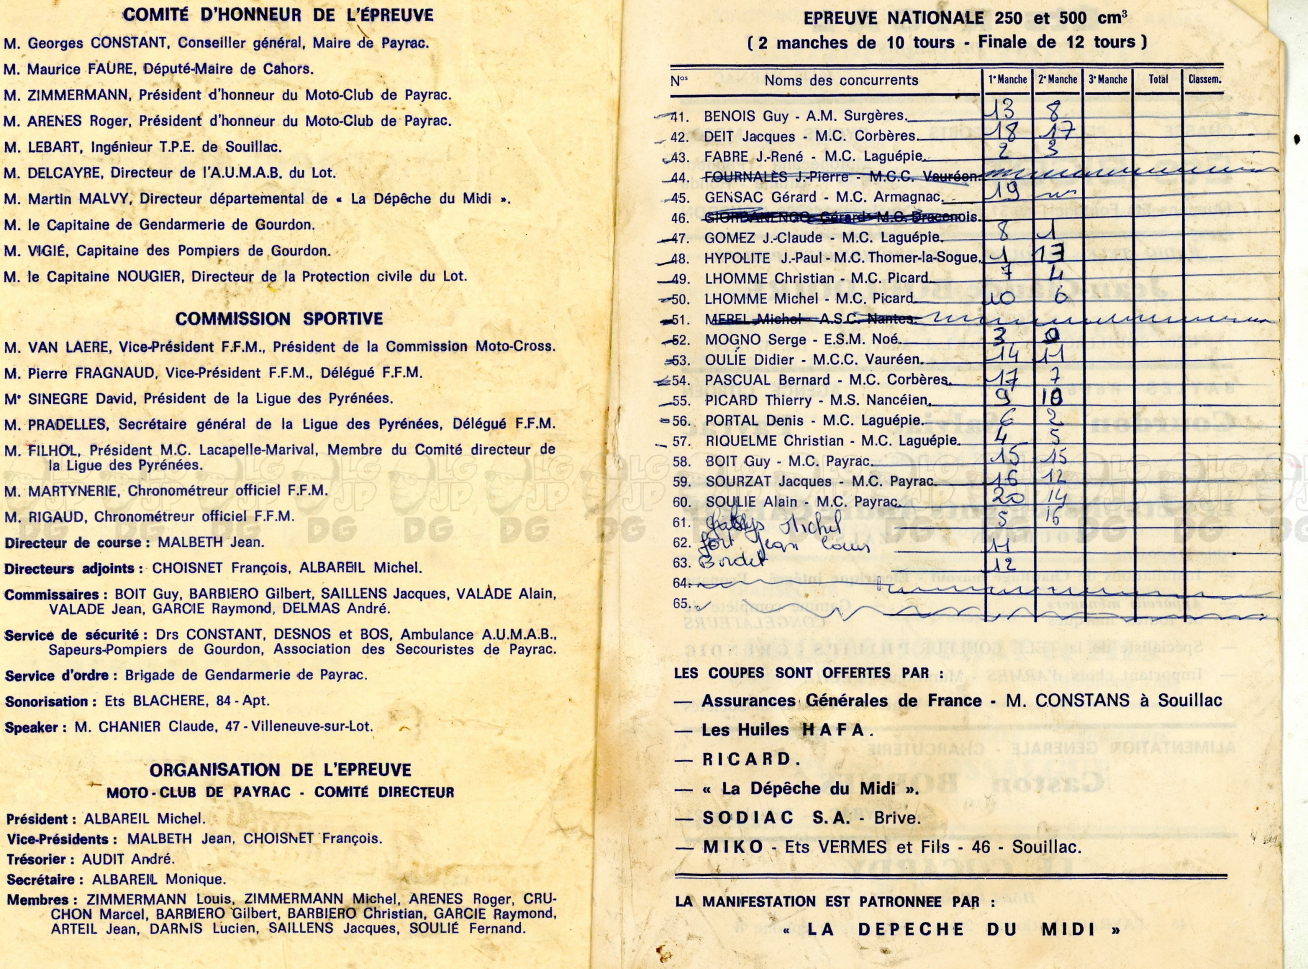 COMITÉ D'HONNEUR DE L'ÉPREUVE
M. Georges CONSTANT, Conseiller général, Maire de Payrac.
M. Maurice FAURE, Député-Maire de Cahors.
M. ZIMMERMANN, Président d'honneur du Moto-Club de Payrac.
M. ARENES Roger, Président d'honneur du Moto-Club de Payrac.
M. LEBART, Ingénieur T.P.E. de Souillac.
M. DELCAYRE, Directeur de l'A.U.M.A.B. du Lot.
M. Martin MALVY, Directeur départemental de « La Dépêche du Midi ».
M. le Capitaine de Gendarmerie de Gourdon.
M. VIGIÉ, Capitaine des Pompiers de Gourdon.
M. le Capitaine NOUGIER, Directeur de la Protection civile du Lot.
COMMISSION SPORTIVE
M. VAN LAERE, Vice-Président F.F.M., Président de la Commission Moto-Cross.
M. Pierre FRAGNAUD, Vice-Président F.F.M., Délégué F.F.M.
Mᵉ SINEGRE David, Président de la Ligue des Pyrénées.
M. PRADELLES, Secrétaire général de la Ligue des Pyrénées, Délégué F.F.M.
M. FILHOL, Président M.C. Lacapelle-Marival, Membre du Comité directeur de
la Ligue des Pyrénées.
M. MARTYNERIE, Chronométreur officiel F.F.M.
M. RIGAUD, Chronométreur officiel F.F.M.
Directeur de course : MALBETH Jean.
Directeurs adjoints : CHOISNET François, ALBAREIL Michel.
Commissaires : BOIT Guy, BARBIERO Gilbert, SAILLENS Jacques, VALADE Alain,
VALADE Jean, GARCIE Raymond, DELMAS André.
Service de sécurité : Drs CONSTANT, DESNOS et BOS, Ambulance A.U.M.A.B.,
Sapeurs-Pompiers de Gourdon, Association des Secouristes de Payrac.
Service d'ordre : Brigade de Gendarmerie de Payrac.
Sonorisation : Ets BLACHERE, 84 - Apt.
Speaker : M. CHANIER Claude, 47 - Villeneuve-sur-Lot.
ORGANISATION DE L'EPREUVE
MOTO-CLUB DE PAYRAC - COMITÉ DIRECTEUR
Président : ALBAREIL Michel.
Vice-Présidents : MALBETH Jean, CHOISNET François.
Trésorier : AUDIT André.
Secrétaire : ALBAREIL Monique.
Membres : ZIMMERMANN Louis, ZIMMERMANN Michel, ARENES Roger, CRU-
CHON Marcel, BARBIERO Gilbert, BARBIERO Christian, GARCIE Raymond,
ARTEIL Jean, DARNIS Lucien, SAILLENS Jacques, SOULIÉ Fernand.
EPREUVE NATIONALE 250 et 500 cm³
( 2 manches de 10 tours - Finale de 12 tours )
Nᵒˢ Noms des concurrents 1ᵉ Manche 2ᵉ Manche 3ᵉ Manche Total Classem.
41. BENOIS Guy - A.M. Surgères. 13 8
42. DEIT Jacques - M.C. Corbères. 18 17
43. FABRE J.-René - M.C. Laguépie. 2 3
44. FOURNALÈS J.-Pierre - M.C.C. Vauréen.
45. GENSAC Gérard - M.C. Armagnac. 19
46. GIORDANENGO Gérard - M.C. Dracenois.
47. GOMEZ J.-Claude - M.C. Laguépie. 8 1
48. HYPOLITE J.-Paul - M.C. Thomer-la-Sogue. 1 13
49. LHOMME Christian - M.C. Picard. 7 4
50. LHOMME Michel - M.C. Picard. 10 6
51. MEREL Michel - A.S.C. Nantes.
52. MOGNO Serge - E.S.M. Noé. 3 9
53. OULÍE Didier - M.C.C. Vauréen. 14 11
54. PASCUAL Bernard - M.C. Corbères. 17 7
55. PICARD Thierry - M.S. Nancéien. 9 10
56. PORTAL Denis - M.C. Laguépie. 6 2
57. RIQUELME Christian - M.C. Laguépie. 4 5
58. BOIT Guy - M.C. Payrac. 15 15
59. SOURZAT Jacques - M.C. Payrac. 16 12
60. SOULIE Alain - M.C. Payrac. 20 14
61. Michel 5 16
62. Fort Jean Louis 11
63. Bordet 12
64.
65.
LES COUPES SONT OFFERTES PAR :
— Assurances Générales de France - M. CONSTANS à Souillac
— Les Huiles HAFA.
— RICARD.
— « La Dépêche du Midi ».
— SODIAC S.A. - Brive.
— MIKO - Ets VERMES et Fils - 46 - Souillac.
LA MANIFESTATION EST PATRONNEE PAR :
« LA DEPECHE DU MIDI »